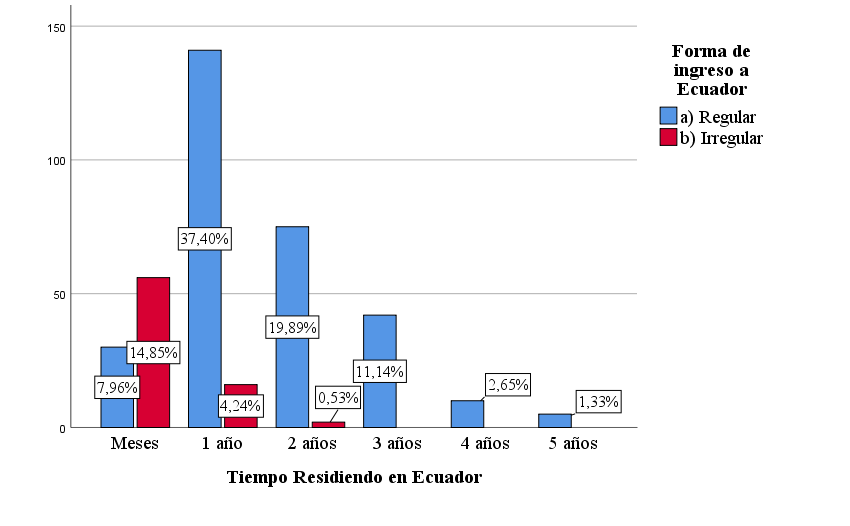 150
100
50
0
37,40%
19,89%
14,85%
11,14%
7,96%
4,24%
0,53%
2,65%
1,33%
Meses
1 año
2 años
3 años
4 años
5 años
Tiempo Residiendo en Ecuador
Forma de
ingreso a
Ecuador
a) Regular
b) Irregular